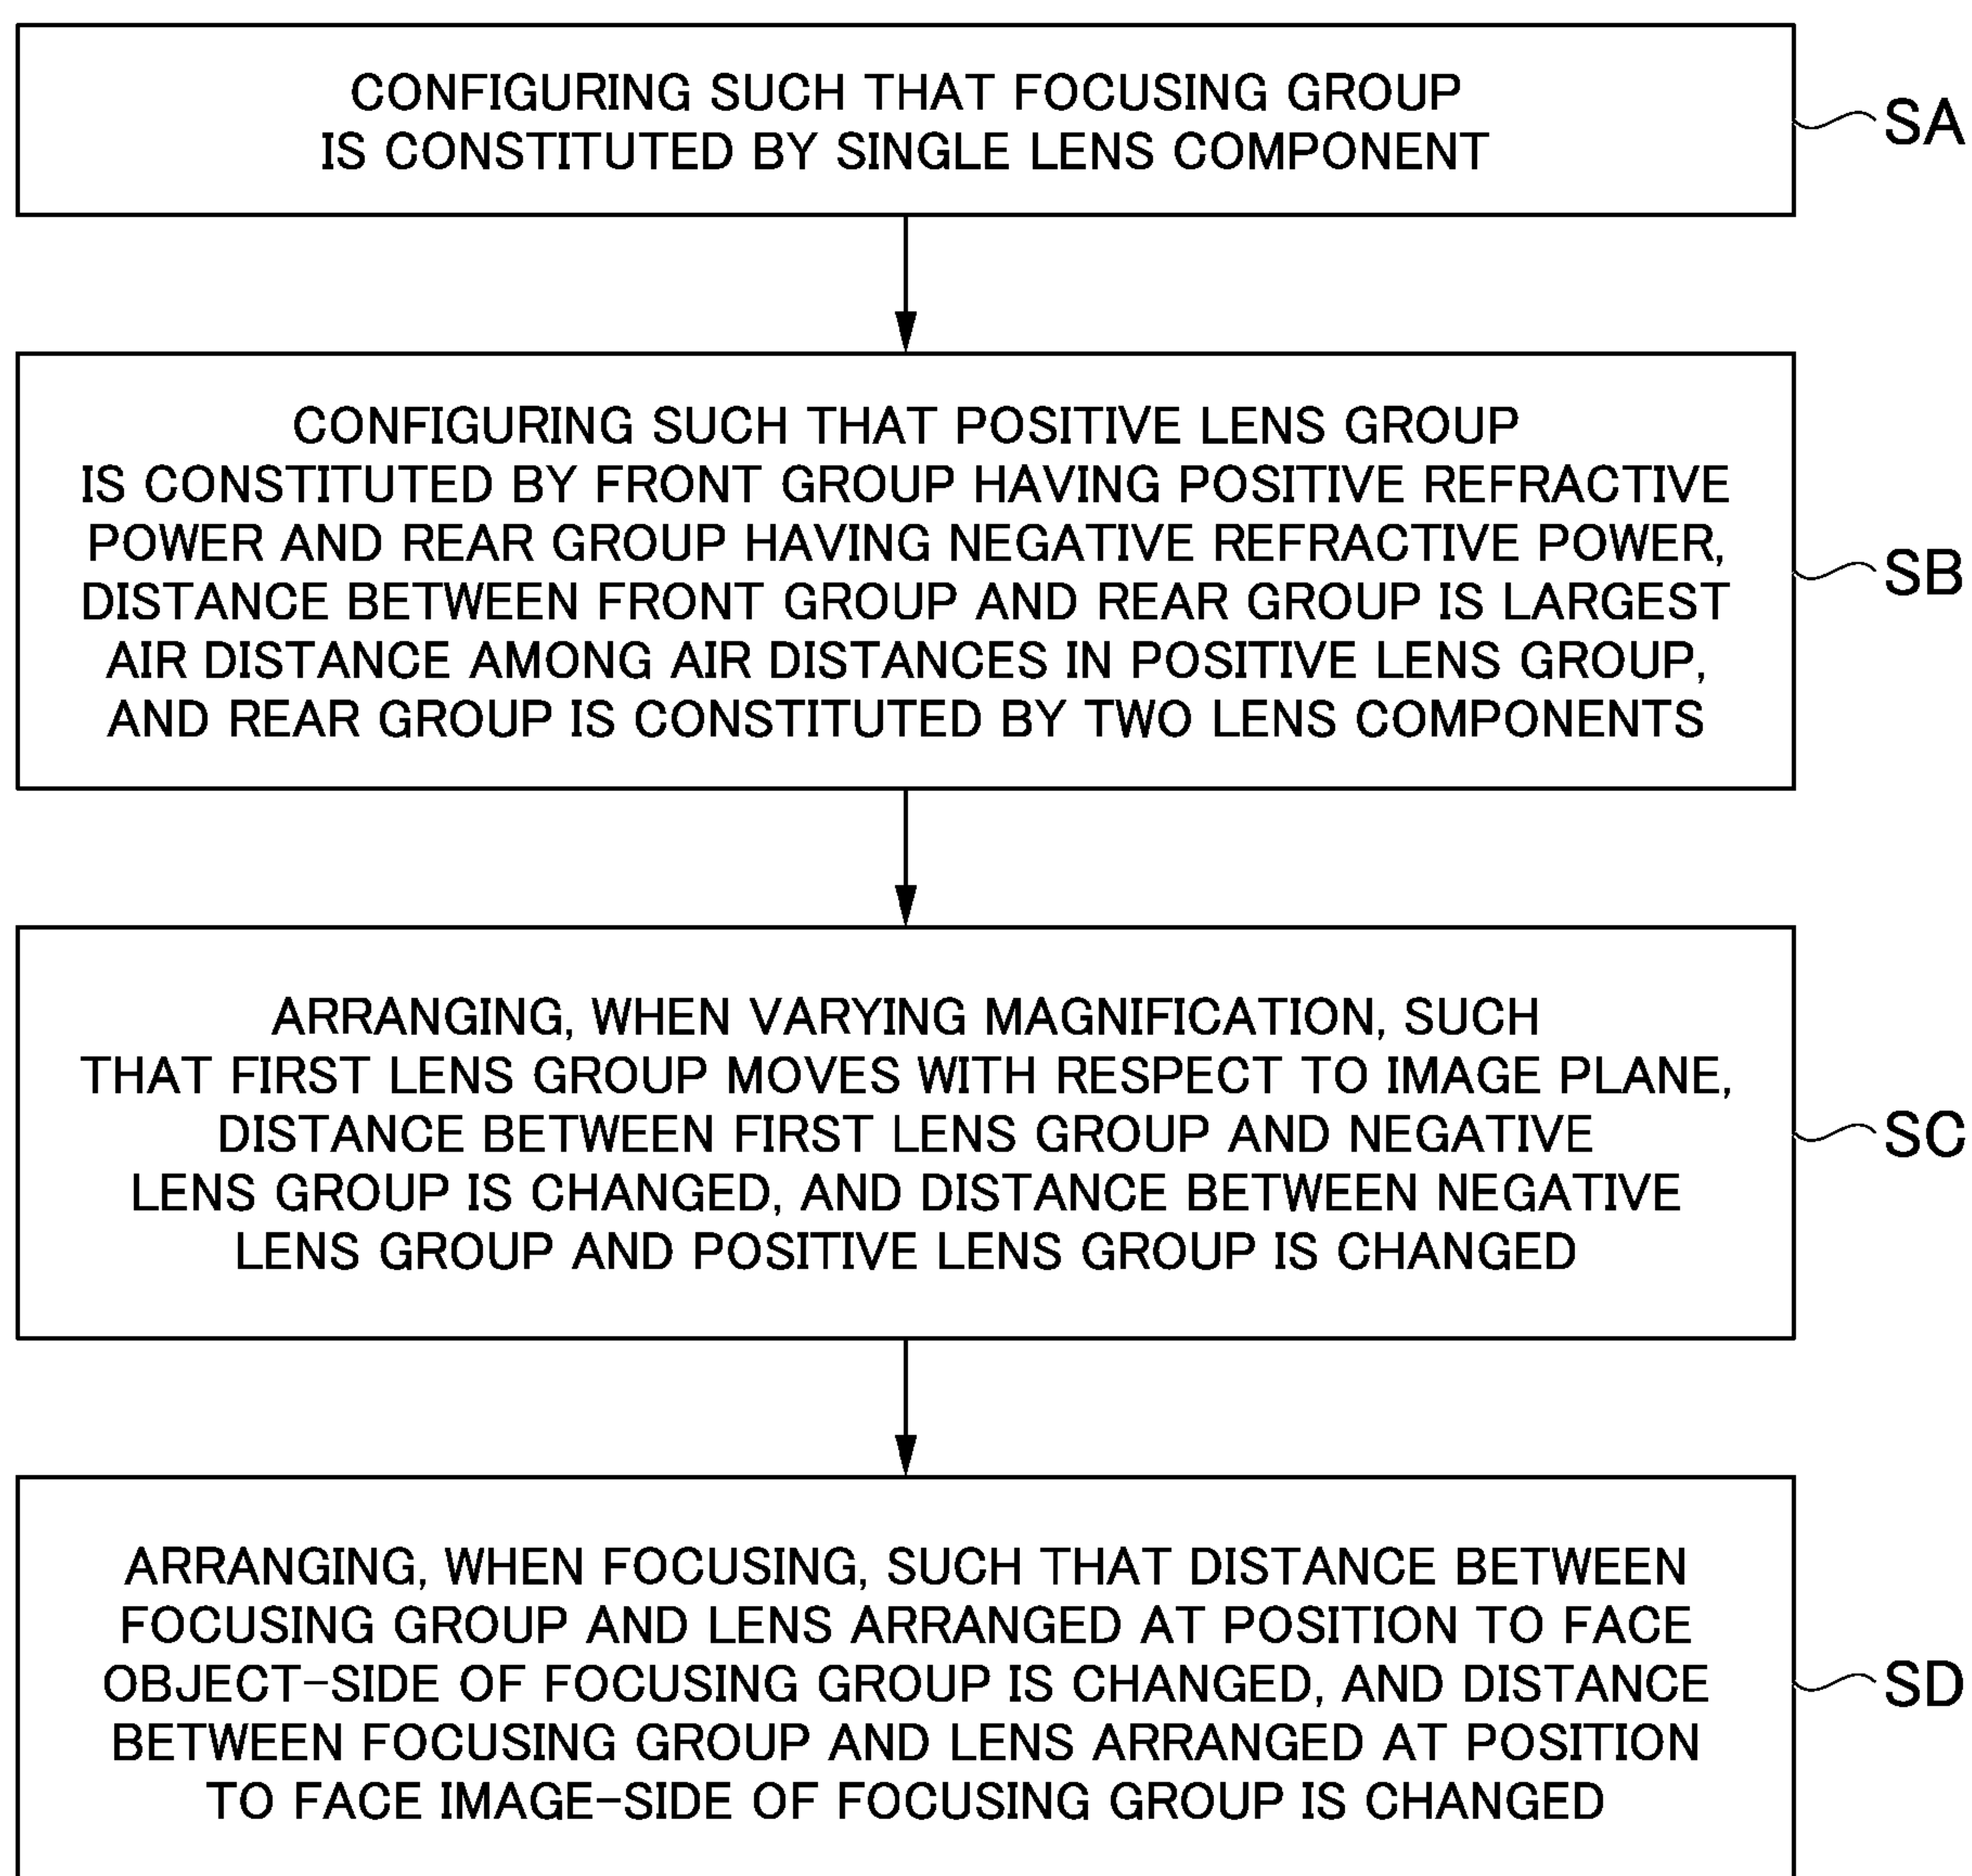 CONFIGURING SUCH THAT FOCUSING GROUP
IS CONSTITUTED BY SINGLE LENS COMPONENT
SA
CONFIGURING SUCH THAT POSITIVE LENS GROUP
IS CONSTITUTED BY FRONT GROUP HAVING POSITIVE REFRACTIVE
POWER AND REAR GROUP HAVING NEGATIVE REFRACTIVE POWER,
DISTANCE BETWEEN FRONT GROUP AND REAR GROUP IS LARGEST
AIR DISTANCE AMONG AIR DISTANCES IN POSITIVE LENS GROUP,
AND REAR GROUP IS CONSTITUTED BY TWO LENS COMPONENTS
SB
ARRANGING, WHEN VARYING MAGNIFICATION, SUCH
THAT FIRST LENS GROUP MOVES WITH RESPECT TO IMAGE PLANE,
DISTANCE BETWEEN FIRST LENS GROUP AND NEGATIVE
LENS GROUP IS CHANGED, AND DISTANCE BETWEEN NEGATIVE
LENS GROUP AND POSITIVE LENS GROUP IS CHANGED
SC
ARRANGING, WHEN FOCUSING, SUCH THAT DISTANCE BETWEEN
FOCUSING GROUP AND LENS ARRANGED AT POSITION TO FACE
OBJECT-SIDE OF FOCUSING GROUP IS CHANGED, AND DISTANCE
BETWEEN FOCUSING GROUP AND LENS ARRANGED AT POSITION
TO FACE IMAGE-SIDE OF FOCUSING GROUP IS CHANGED
SD